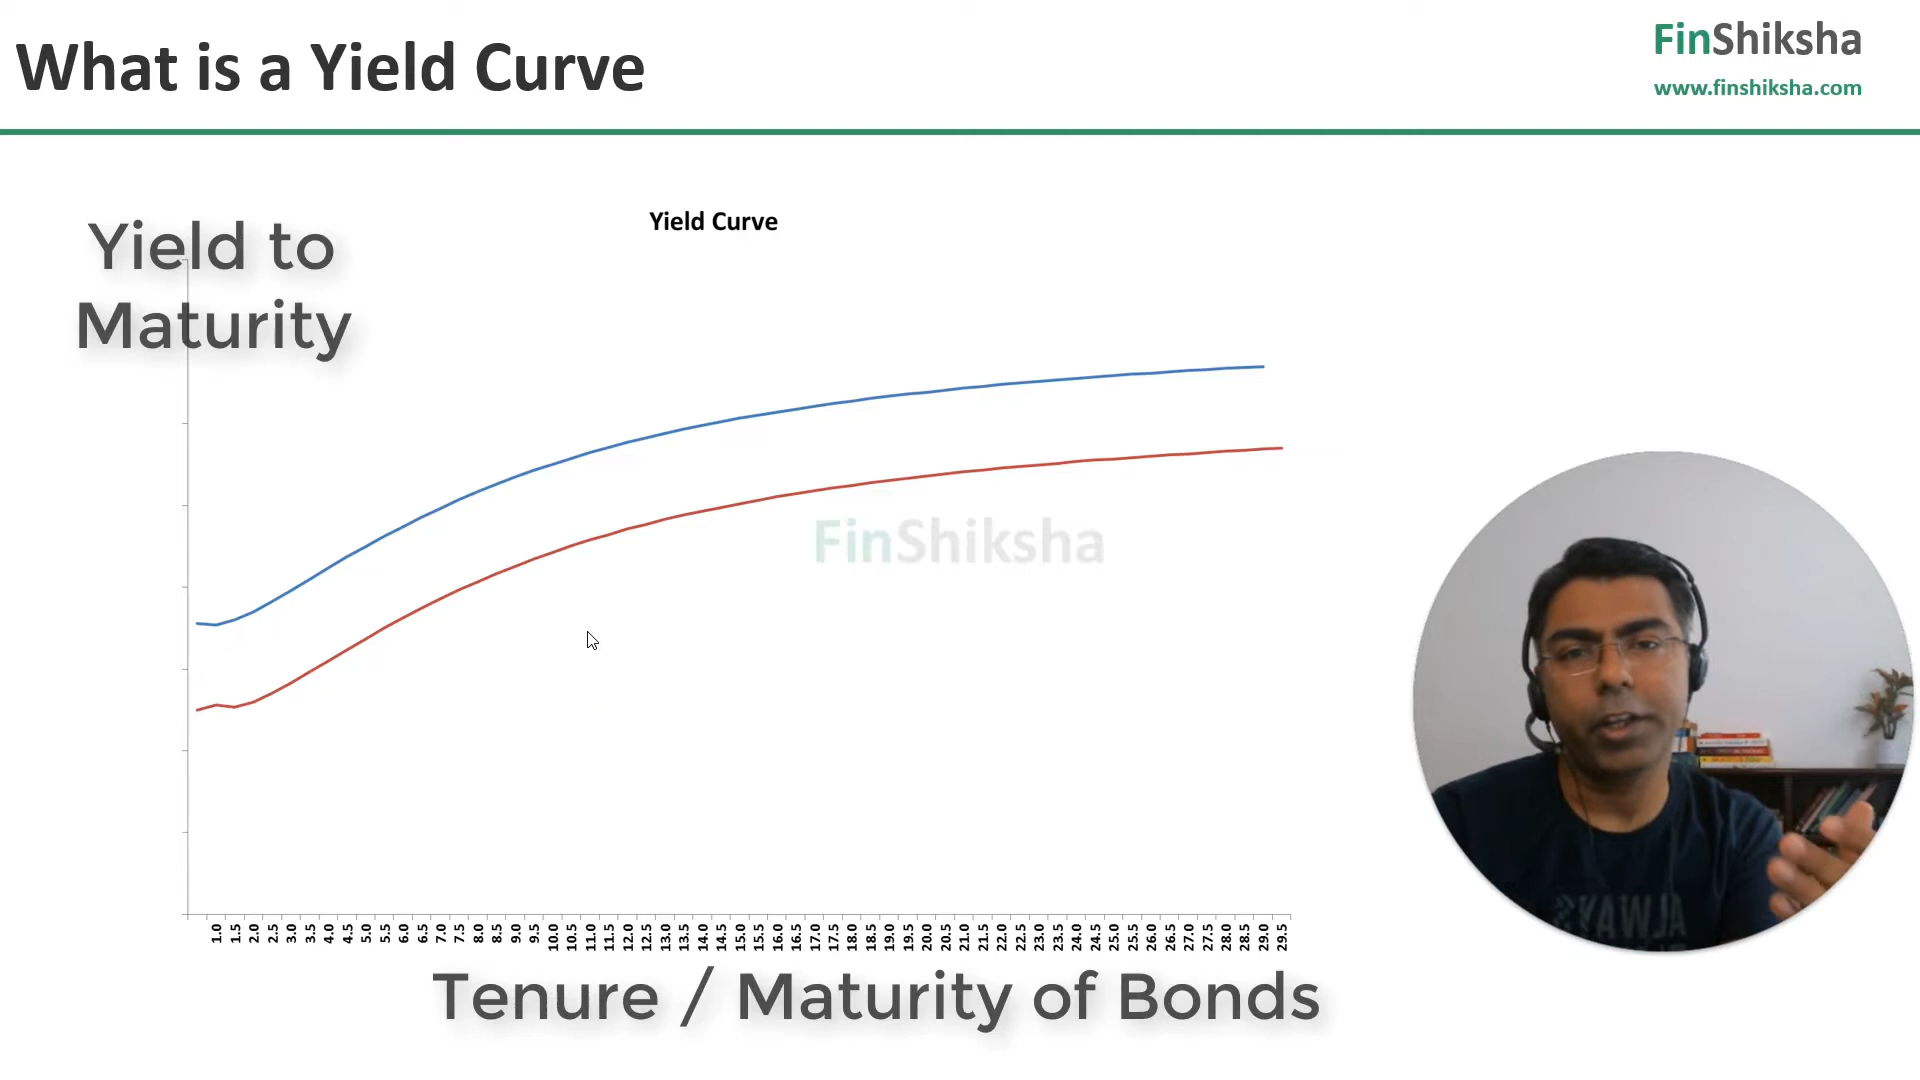 What is a Yield Curve
FinShiksha
www.finshiksha.com
Yield Curve
Yield to
Maturity
FinShiksha
1.0 1.5 2.0 2.5 3.0 3.5 4.0 4.5 5.0 5.5 6.0 6.5 7.0 7.5 8.0 8.5 9.0 9.5 10.0 10.5 11.0 11.5 12.0 12.5 13.0 13.5 14.0 14.5 15.0 15.5 16.0 16.5 17.0 17.5 18.0 18.5 19.0 19.5 20.0 20.5 21.0 21.5 22.0 22.5 23.0 23.5 24.0 24.5 25.0 25.5 26.0 26.5 27.0 27.5 28.0 28.5 29.0 29.5
Tenure / Maturity of Bonds